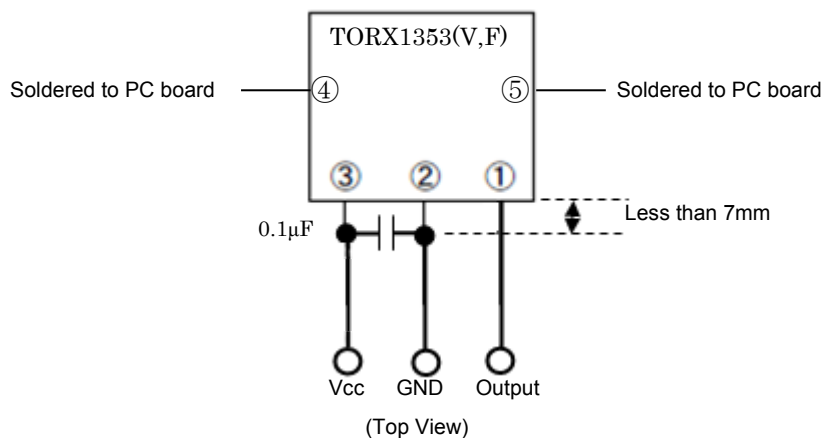 TORX1353(V,F)
Soldered to PC board ④ ⑤ Soldered to PC board
③ ② ①
0.1μF
Less than 7mm
Vcc GND Output
(Top View)